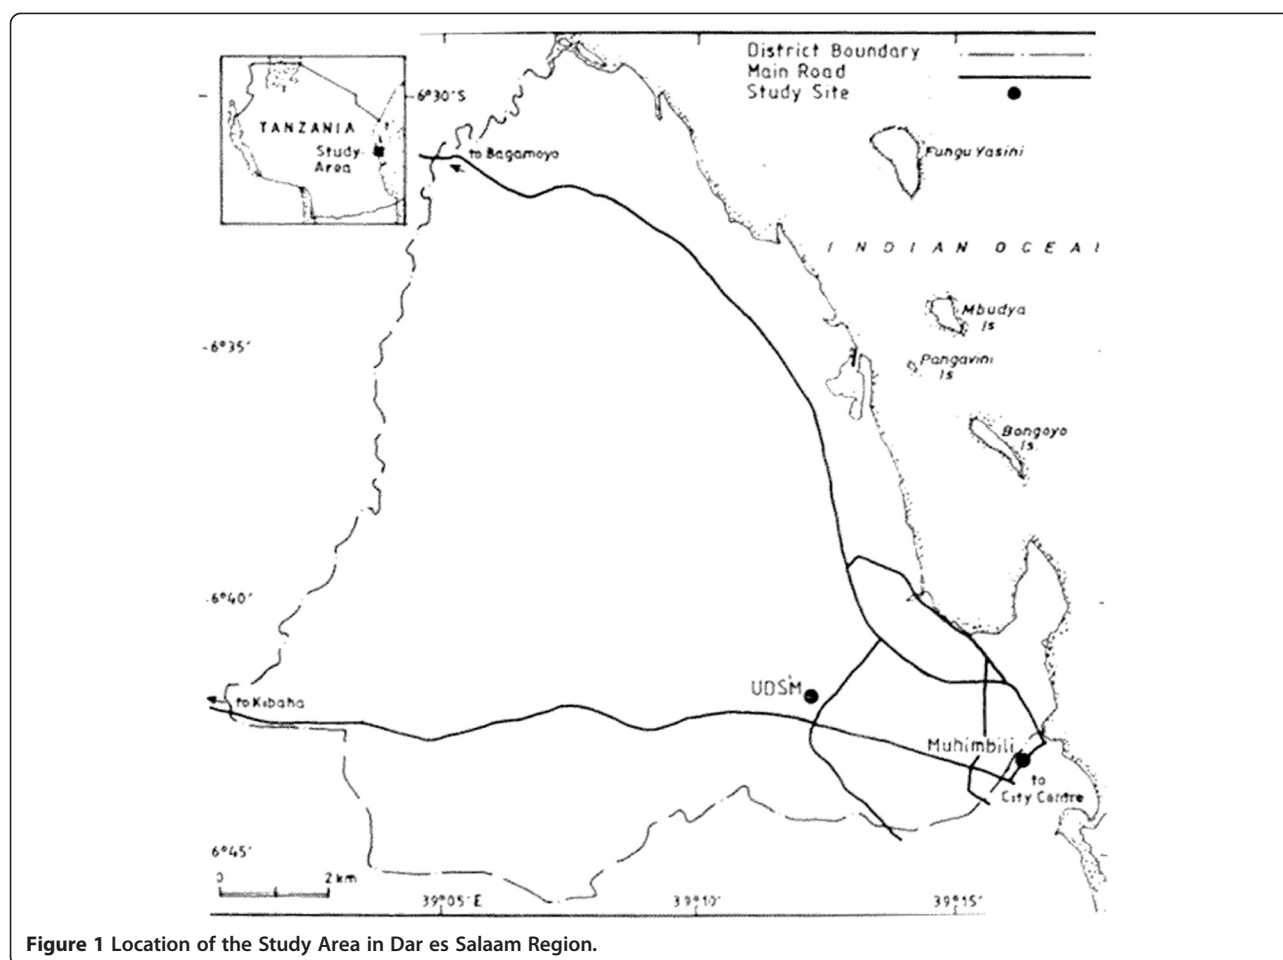 District Boundary
Main Road
Study Site
6°30'S
TANZANIA
Study
Area
to Bagamoyo
Fungu Yasini
INDIAN OCEA
Mbudya
Is
6°35'
Pangavini
Is
Bongoyo
Is.
6°40'
UDSM
to Kibaha
Muhimbili
to
City Centre
6°45'
0 2 km
39°05'E 39°10' 39°15'
Figure 1 Location of the Study Area in Dar es Salaam Region.